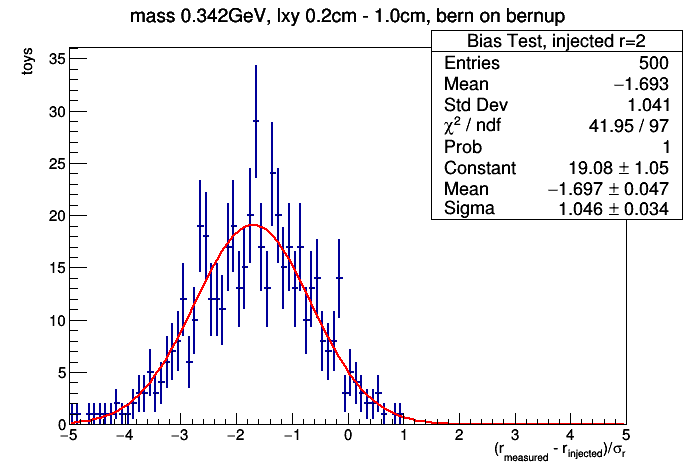 mass 0.342GeV, lxy 0.2cm - 1.0cm, bern on bernup
Bias Test, injected r=2
Entries 500
Mean −1.693
Std Dev 1.041
χ² / ndf 41.95 / 97
Prob 1
Constant 19.08 ± 1.05
Mean −1.697 ± 0.047
Sigma 1.046 ± 0.034
toys
35
30
25
20
15
10
5
0
−5 −4 −3 −2 −1 0 1 2 3 4 5
(r_measured - r_injected)/σ_r